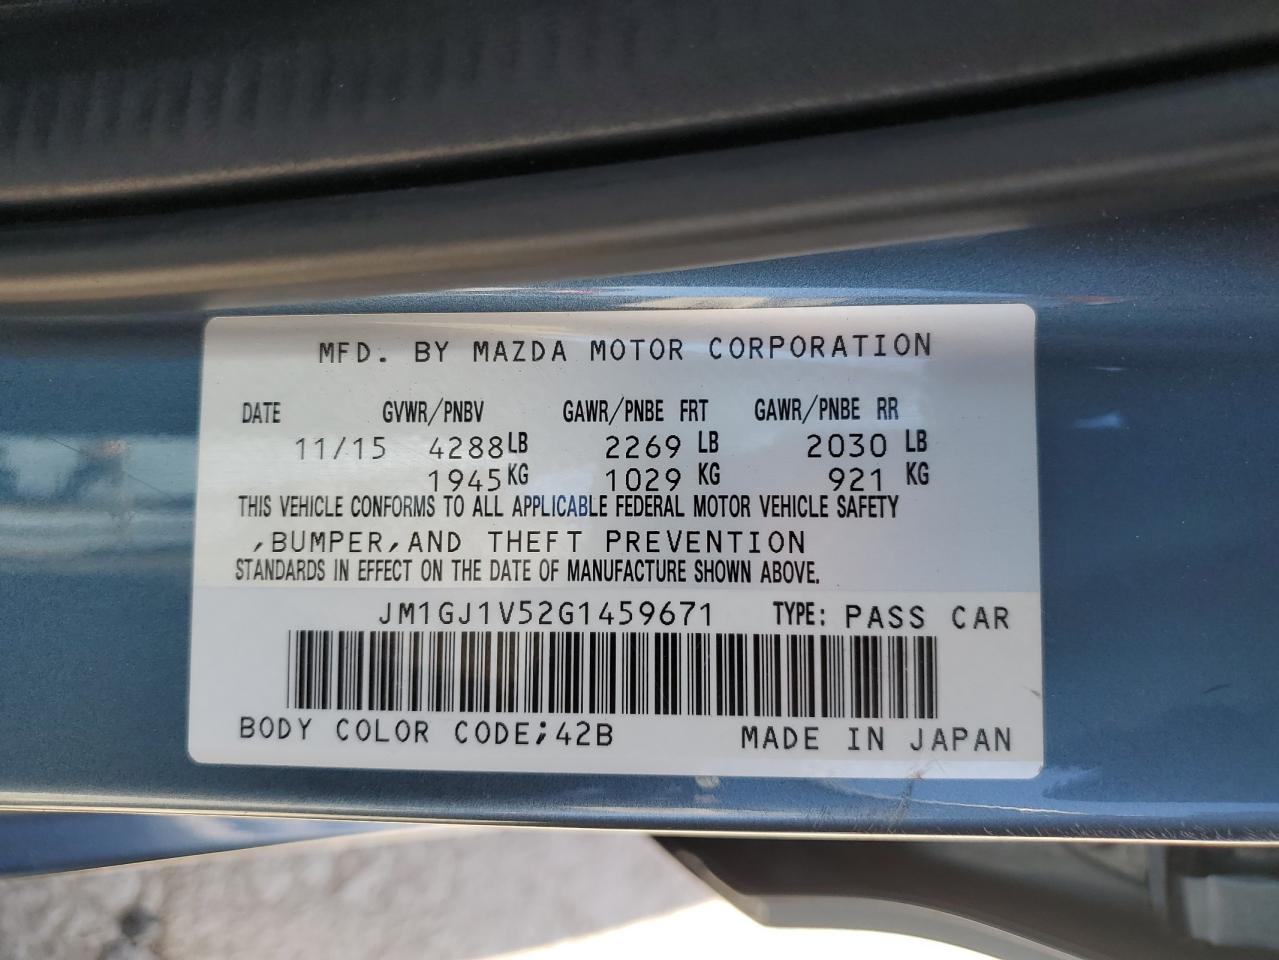 MFD. BY MAZDA MOTOR CORPORATION
DATE GVWR/PNBV GAWR/PNBE FRT GAWR/PNBE RR
11/15 4288LB 2269 LB 2030 LB
1945KG 1029 KG 921 KG
THIS VEHICLE CONFORMS TO ALL APPLICABLE FEDERAL MOTOR VEHICLE SAFETY
,BUMPER,AND THEFT PREVENTION
STANDARDS IN EFFECT ON THE DATE OF MANUFACTURE SHOWN ABOVE.
JM1GJ1V52G1459671 TYPE: PASS CAR
BODY COLOR CODE;42B MADE IN JAPAN